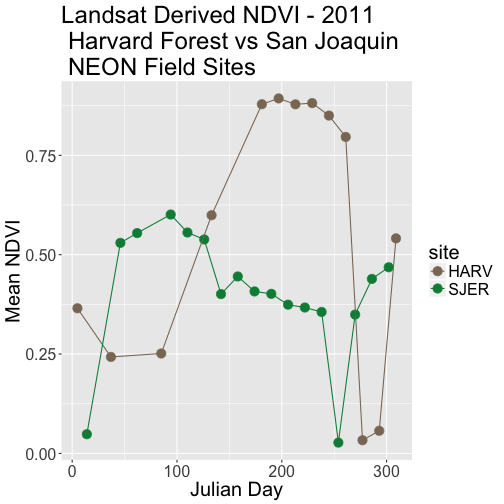 Landsat Derived NDVI - 2011
Harvard Forest vs San Joaquin
NEON Field Sites
Mean NDVI
0.75
0.50
0.25
0.00
0 100 200 300
Julian Day
site
HARV
SJER